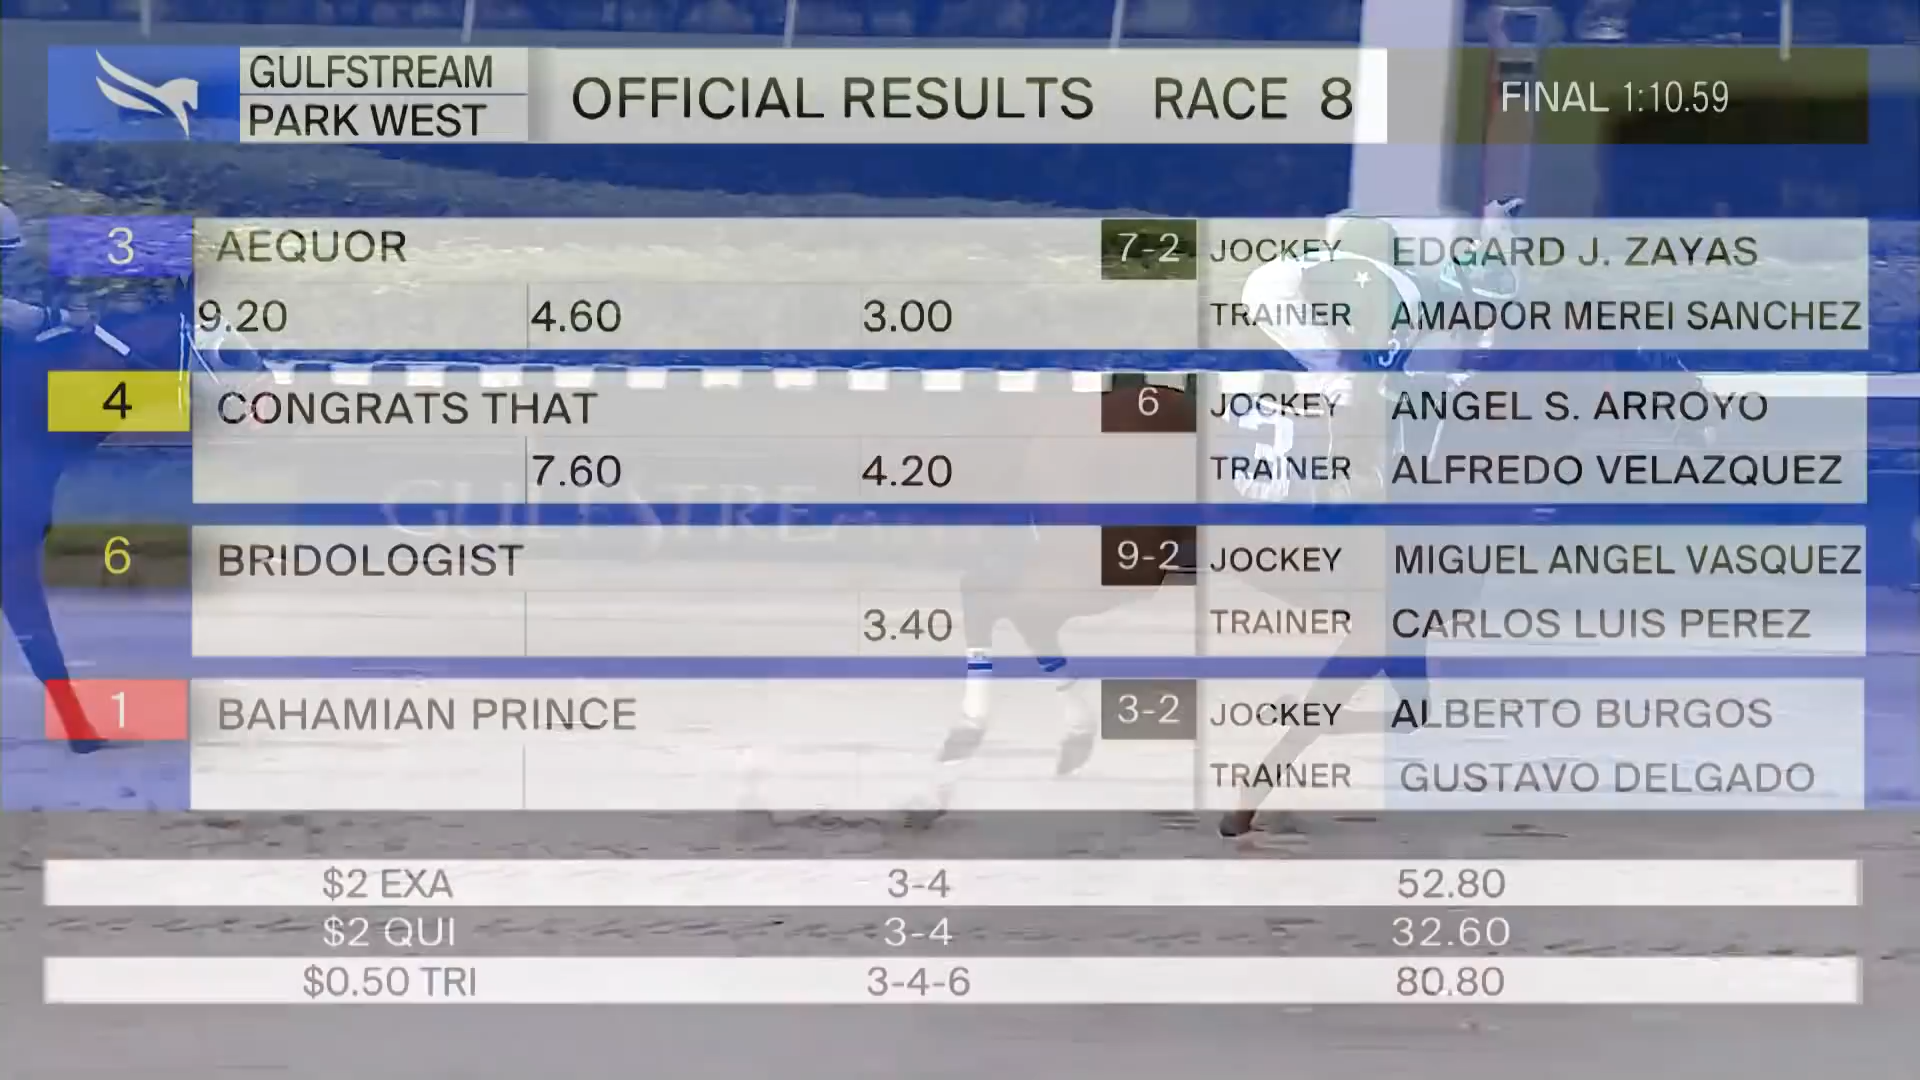 GULFSTREAM
PARK WEST
OFFICIAL RESULTS RACE 8
FINAL 1:10.59
3 AEQUOR 7-2 JOCKEY EDGARD J. ZAYAS
9.20 4.60 3.00 TRAINER AMADOR MEREI SANCHEZ
4 CONGRATS THAT 6 JOCKEY ANGEL S. ARROYO
7.60 4.20 TRAINER ALFREDO VELAZQUEZ
GULFSTREAM
3
3
6 BRIDOLOGIST 9-2 JOCKEY MIGUEL ANGEL VASQUEZ
3.40 TRAINER CARLOS LUIS PEREZ
1 BAHAMIAN PRINCE 3-2 JOCKEY ALBERTO BURGOS
TRAINER GUSTAVO DELGADO
$2 EXA 3-4 52.80
$2 QUI 3-4 32.60
$0.50 TRI 3-4-6 80.80